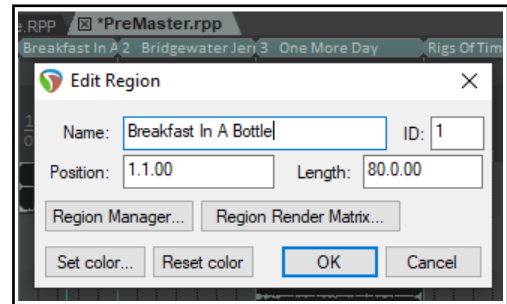 .RPP *PreMaster.rpp
Breakfast In A 2 Bridgewater Jeri 3 One More Day Rigs Of Tim
Edit Region
Name: Breakfast In A Bottle ID: 1
Position: 1.1.00 Length: 80.0.00
Region Manager... Region Render Matrix...
Set color... Reset color OK Cancel